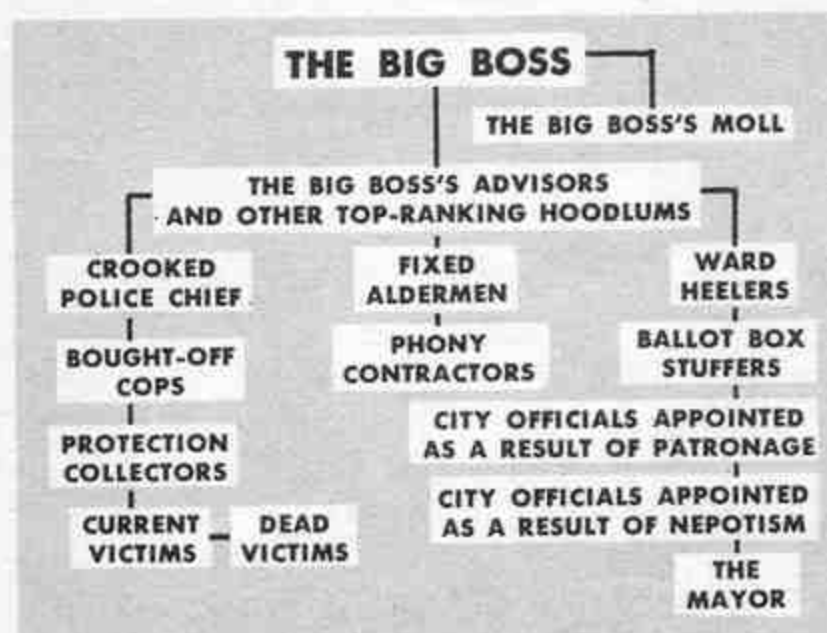 THE BIG BOSS
THE BIG BOSS'S MOLL
THE BIG BOSS'S ADVISORS
AND OTHER TOP-RANKING HOODLUMS
CROOKED
POLICE CHIEF
BOUGHT-OFF
COPS
PROTECTION
COLLECTORS
CURRENT
VICTIMS
DEAD
VICTIMS
FIXED
ALDERMEN
PHONY
CONTRACTORS
WARD
HEELERS
BALLOT BOX
STUFFERS
CITY OFFICIALS APPOINTED
AS A RESULT OF PATRONAGE
CITY OFFICIALS APPOINTED
AS A RESULT OF NEPOTISM
THE
MAYOR